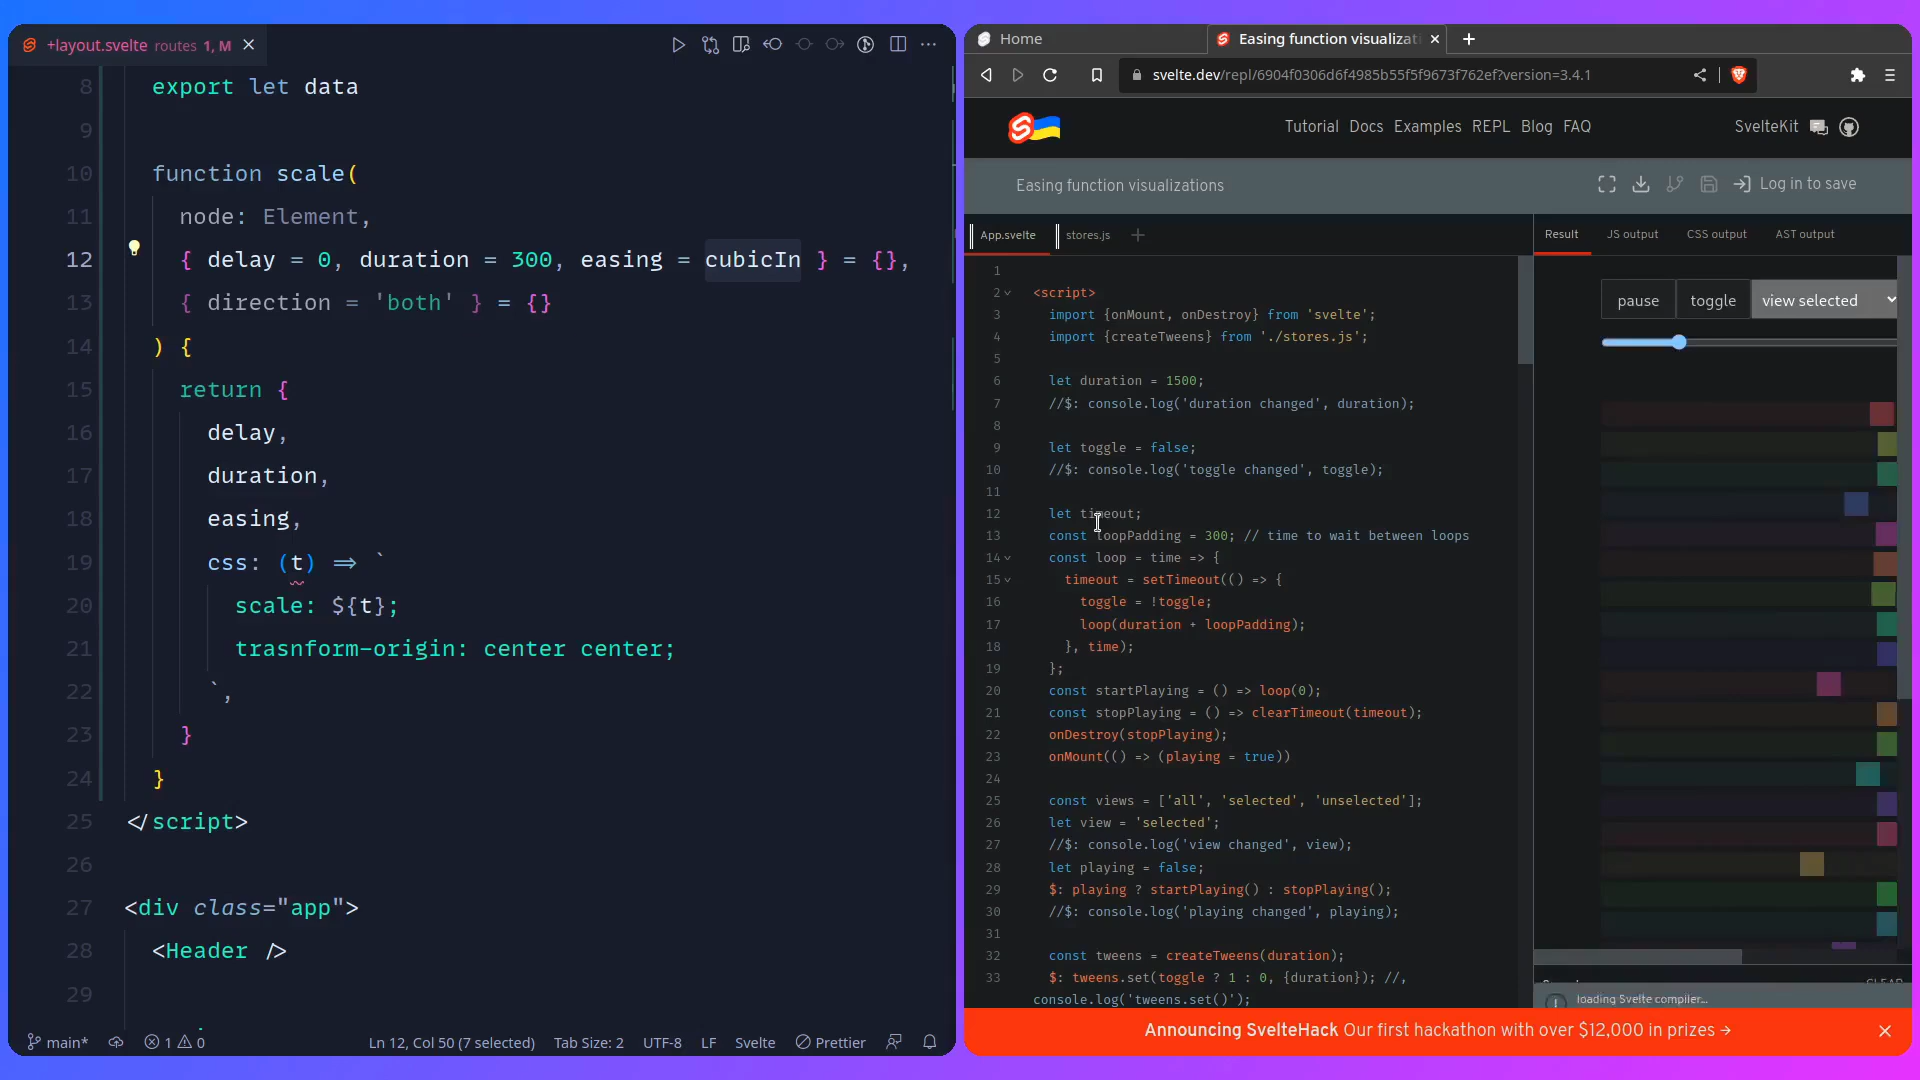 +layout.svelte routes 1, M
8 export let data
9
10 function scale(
11 node: Element,
12 { delay = 0, duration = 300, easing = cubicIn } = {},
13 { direction = 'both' } = {}
14 ) {
15 return {
16 delay,
17 duration,
18 easing,
19 css: (t) => `
20 scale: ${t};
21 trasnform-origin: center center;
22 `,
23 }
24 }
25 </script>
26
27 <div class="app">
28 <Header />
29
main* 1 0 Ln 12, Col 50 (7 selected) Tab Size: 2 UTF-8 LF Svelte Prettier
Home
Easing function visualizat
svelte.dev/repl/6904f0306d6f4985b55f5f9673f762ef?version=3.4.1
Tutorial Docs Examples REPL Blog FAQ SvelteKit
Easing function visualizations Log in to save
App.svelte stores.js +
Result JS output CSS output AST output
1
2 <script>
3 import {onMount, onDestroy} from 'svelte';
4 import {createTweens} from './stores.js';
5
6 let duration = 1500;
7 //$: console.log('duration changed', duration);
8
9 let toggle = false;
10 //$: console.log('toggle changed', toggle);
11
12 let timeout;
13 const loopPadding = 300; // time to wait between loops
14 const loop = time => {
15 timeout = setTimeout(() => {
16 toggle = !toggle;
17 loop(duration + loopPadding);
18 }, time);
19 };
20 const startPlaying = () => loop(0);
21 const stopPlaying = () => clearTimeout(timeout);
22 onDestroy(stopPlaying);
23 onMount(() => (playing = true))
24
25 const views = ['all', 'selected', 'unselected'];
26 let view = 'selected';
27 //$: console.log('view changed', view);
28 let playing = false;
29 $: playing ? startPlaying() : stopPlaying();
30 //$: console.log('playing changed', playing);
31
32 const tweens = createTweens(duration);
33 $: tweens.set(toggle ? 1 : 0, {duration}); //,
console.log('tweens.set()');
pause toggle view selected
loading Svelte compiler...
Announcing SvelteHack Our first hackathon with over $12,000 in prizes →